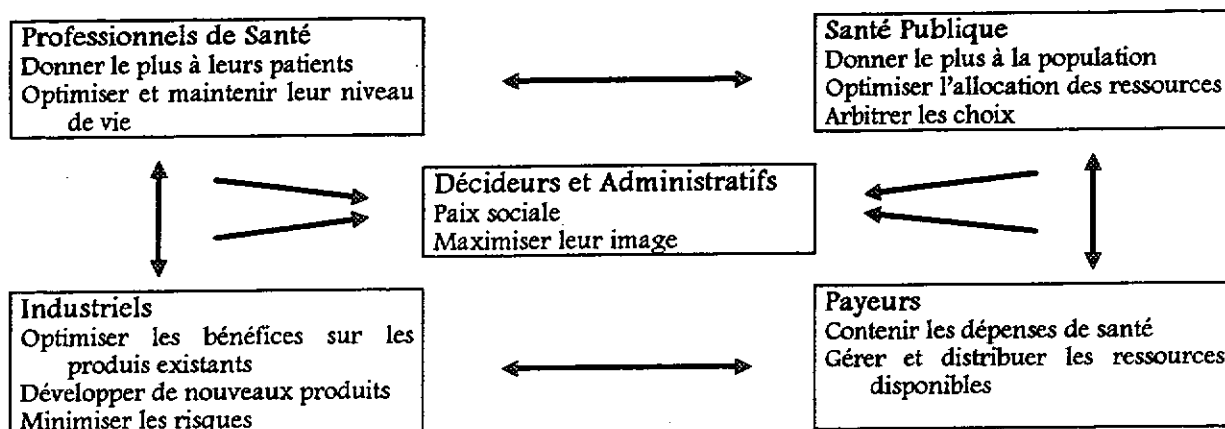 Professionnels de Santé
Donner le plus à leurs patients
Optimiser et maintenir leur niveau
de vie
Santé Publique
Donner le plus à la population
Optimiser l'allocation des ressources
Arbitrer les choix
Décideurs et Administratifs
Paix sociale
Maximiser leur image
Industriels
Optimiser les bénéfices sur les
produis existants
Développer de nouveaux produits
Minimiser les risques
Payeurs
Contenir les dépenses de santé
Gérer et distribuer les ressources
disponibles